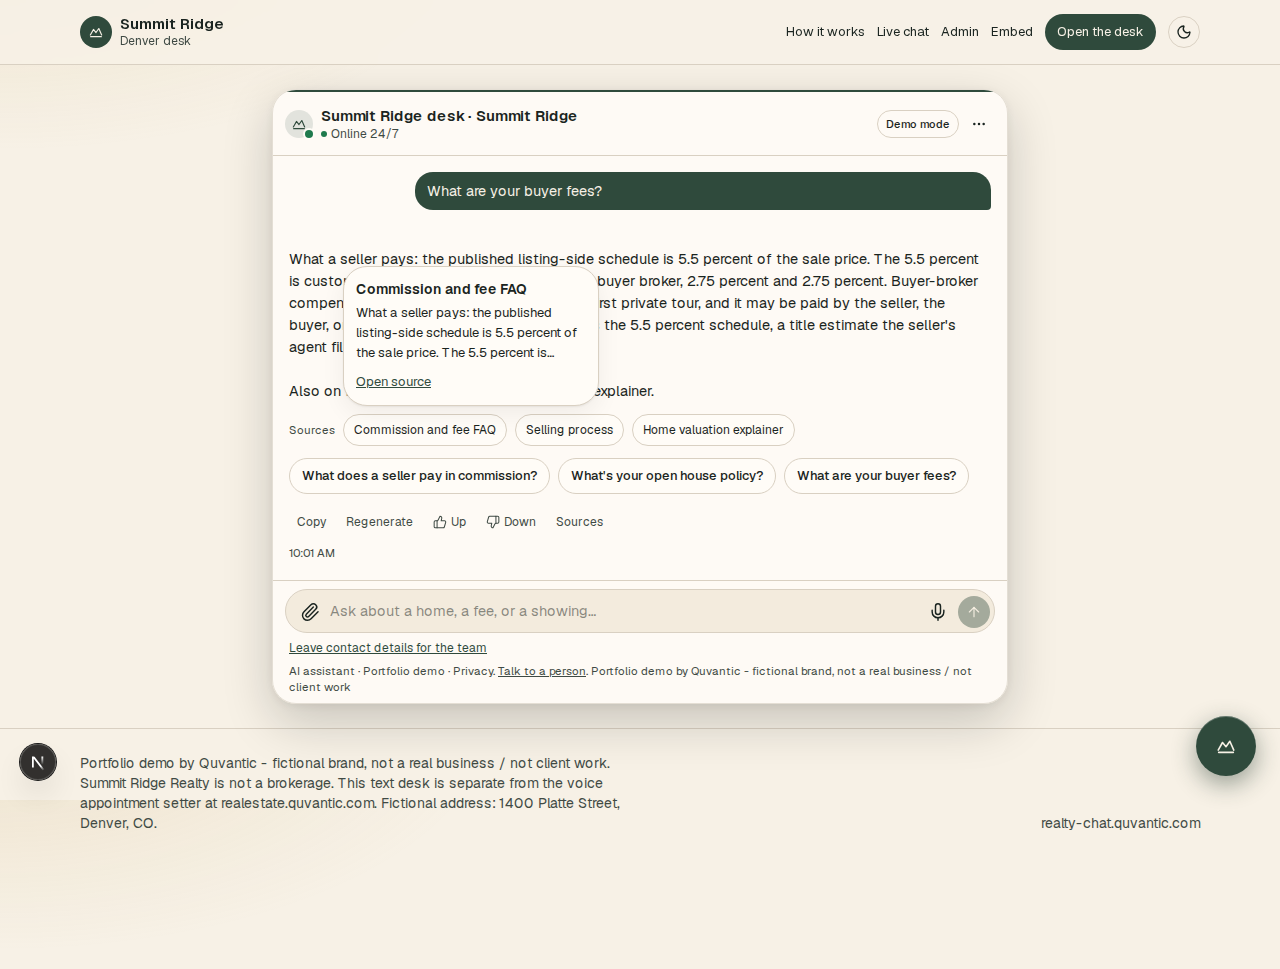 Summit Ridge
Denver desk
How it works
Live chat
Admin
Embed
Open the desk
Summit Ridge desk · Summit Ridge
Online 24/7
Demo mode
What are your buyer fees?
What a seller pays: the published listing-side schedule is 5.5 percent of the sale price. The 5.5 percent
is buyer broker, 2.75 percent and 2.75 percent. Buyer-broker
private tour, and it may be paid by the seller, the
buyer, the 5.5 percent schedule, a title estimate the seller's
agent
Also on explainer.
Commission and fee FAQ
What a seller pays: the published
listing-side schedule is 5.5 percent of
the sale price. The 5.5 percent is…
Open source
Sources
Commission and fee FAQ
Selling process
Home valuation explainer
What does a seller pay in commission?
What's your open house policy?
What are your buyer fees?
Copy
Regenerate
Up
Down
Sources
10:01 AM
Ask about a home, a fee, or a showing…
Leave contact details for the team
AI assistant · Portfolio demo · Privacy. Talk to a person. Portfolio demo by Quvantic - fictional brand, not a real business / not
client work
N
Portfolio demo by Quvantic - fictional brand, not a real business / not client work.
Summit Ridge Realty is not a brokerage. This text desk is separate from the voice
appointment setter at realestate.quvantic.com. Fictional address: 1400 Platte Street,
Denver, CO.
realty-chat.quvantic.com